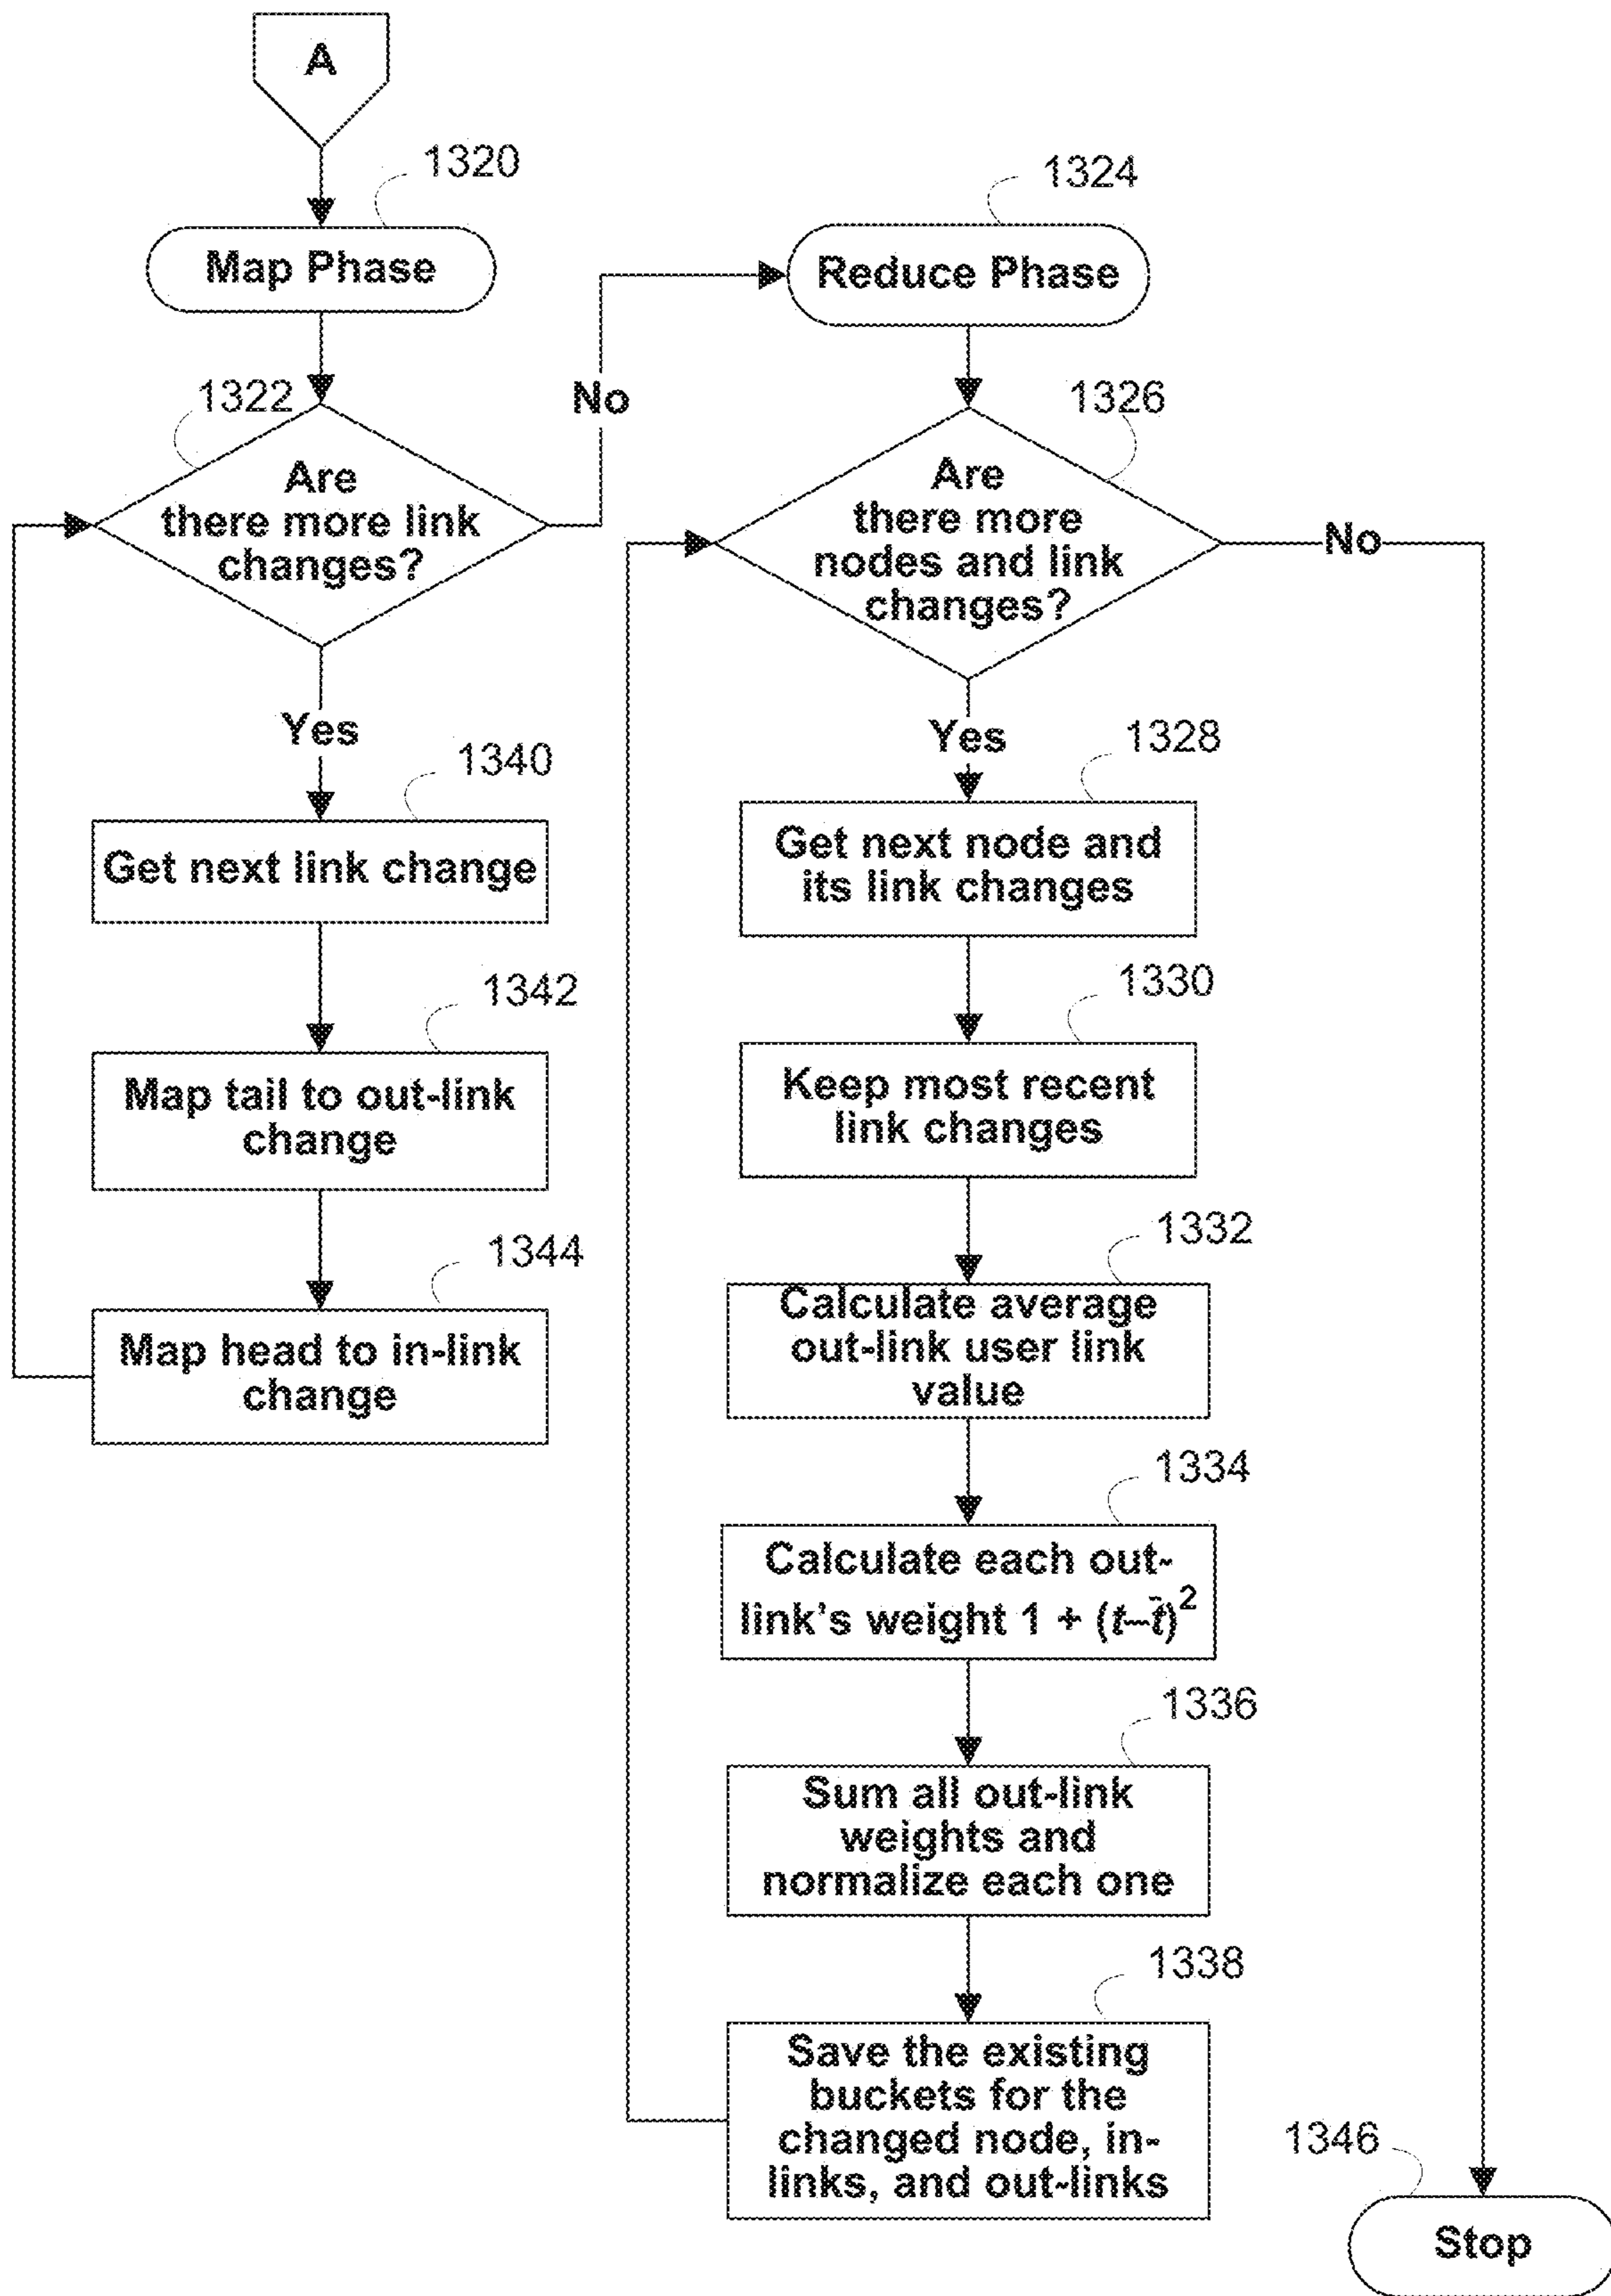 A
1320
Map Phase
1322
Are
there more link
changes?
No
Yes
1340
Get next link change
1342
Map tail to out-link
change
1344
Map head to in-link
change
1324
Reduce Phase
1326
Are
there more
nodes and link
changes?
No
Yes
1328
Get next node and
its link changes
1330
Keep most recent
link changes
1332
Calculate average
out-link user link
value
1334
Calculate each out-
link's weight 1 + (t–t̄)²
1336
Sum all out-link
weights and
normalize each one
1338
Save the existing
buckets for the
changed node, in-
links, and out-links
1346
Stop